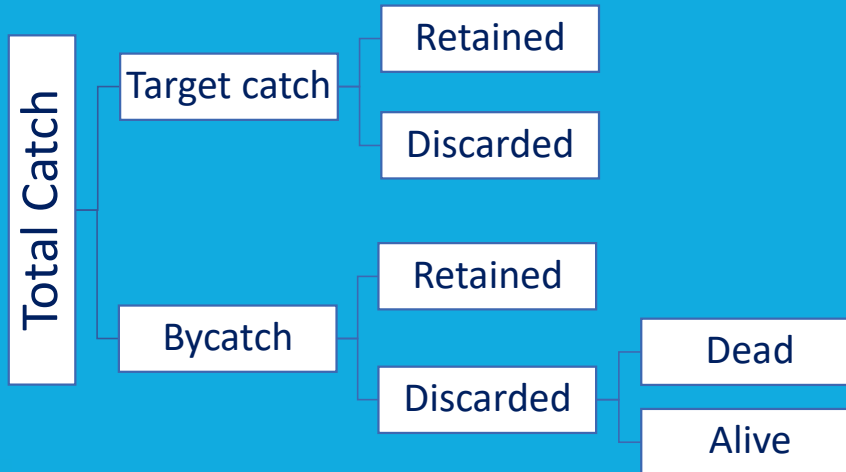 Total Catch
Target catch
Retained
Discarded
Bycatch
Retained
Discarded
Dead
Alive